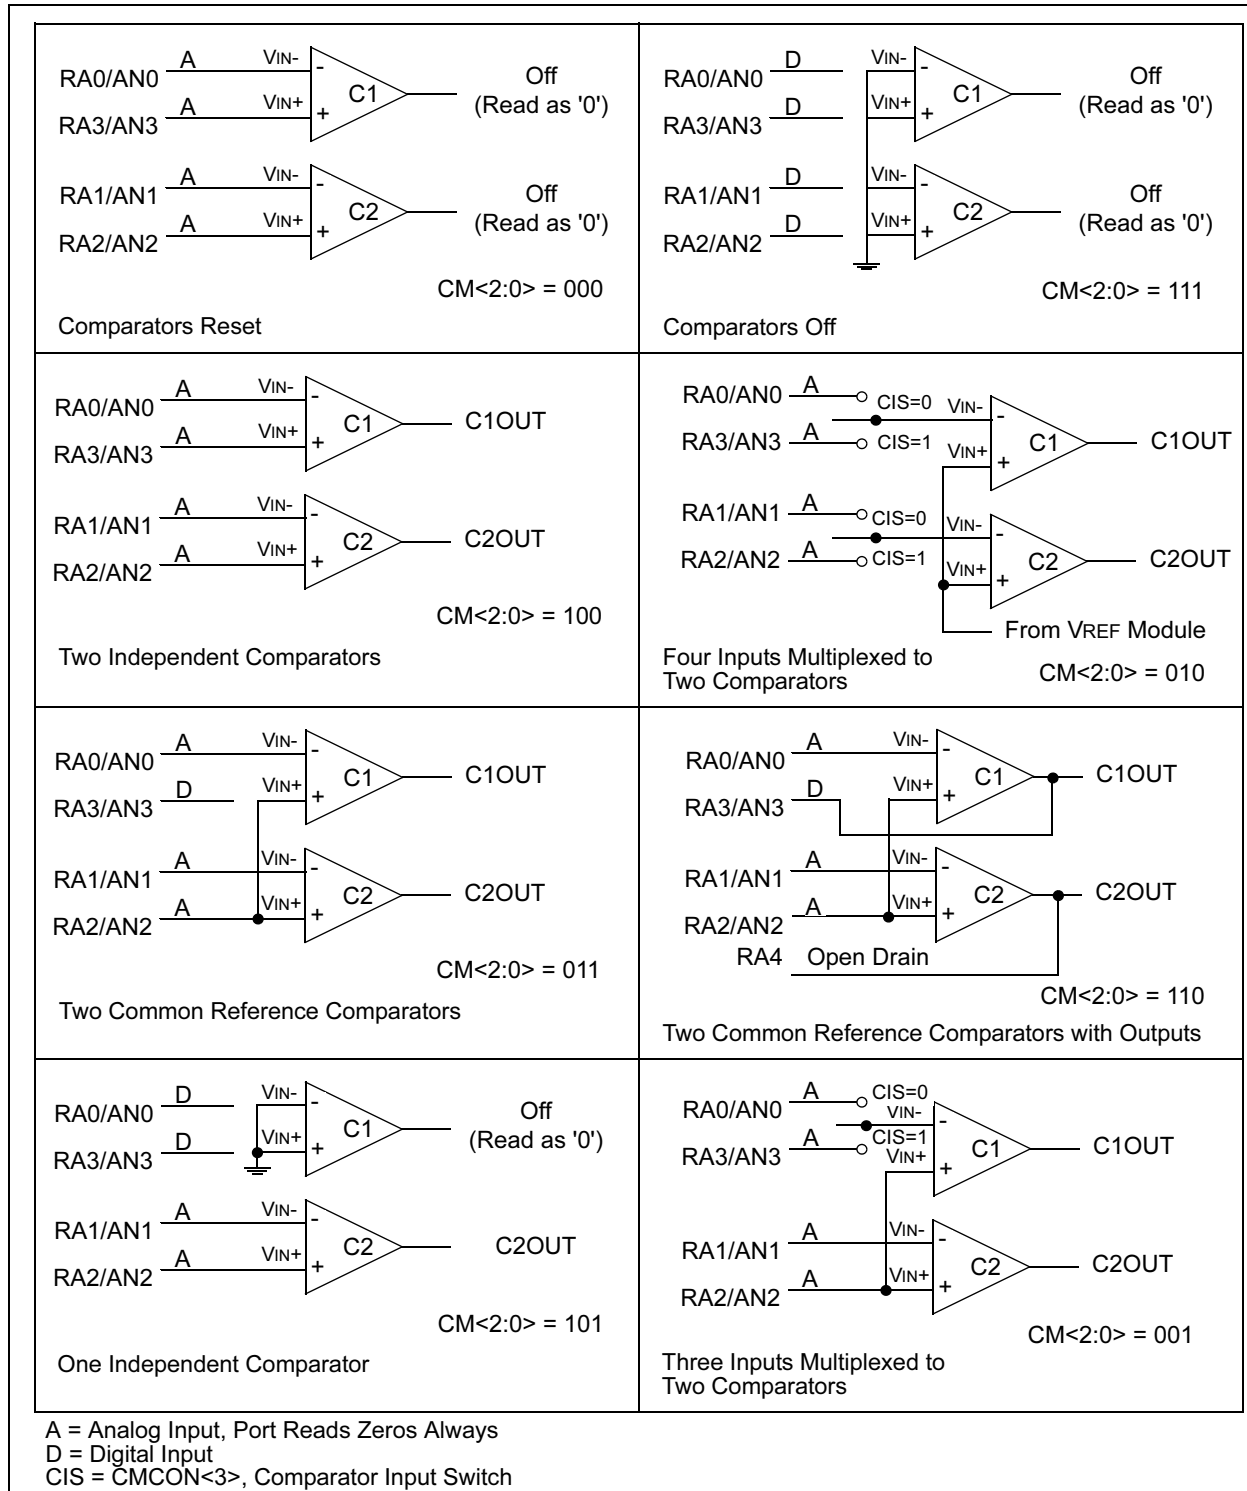 RA0/AN0 A VIN- - C1 Off
RA3/AN3 A VIN+ + (Read as '0')
RA1/AN1 A VIN- - C2 Off
RA2/AN2 A VIN+ + (Read as '0')
CM<2:0> = 000
Comparators Reset
RA0/AN0 D VIN- - C1 Off
RA3/AN3 D VIN+ + (Read as '0')
RA1/AN1 D VIN- - C2 Off
RA2/AN2 D VIN+ + (Read as '0')
CM<2:0> = 111
Comparators Off
RA0/AN0 A VIN- - C1 C1OUT
RA3/AN3 A VIN+ +
RA1/AN1 A VIN- - C2 C2OUT
RA2/AN2 A VIN+ +
CM<2:0> = 100
Two Independent Comparators
RA0/AN0 A CIS=0 VIN- - C1 C1OUT
RA3/AN3 A CIS=1 VIN+ +
RA1/AN1 A CIS=0 VIN- - C2 C2OUT
RA2/AN2 A CIS=1 VIN+ +
From VREF Module
Four Inputs Multiplexed to
Two Comparators
CM<2:0> = 010
RA0/AN0 A VIN- - C1 C1OUT
RA3/AN3 D VIN+ +
RA1/AN1 A VIN- - C2 C2OUT
RA2/AN2 A VIN+ +
CM<2:0> = 011
Two Common Reference Comparators
RA0/AN0 A VIN- - C1 C1OUT
RA3/AN3 D VIN+ +
RA1/AN1 A VIN- - C2 C2OUT
RA2/AN2 A VIN+ +
RA4 Open Drain
CM<2:0> = 110
Two Common Reference Comparators with Outputs
RA0/AN0 D VIN- - C1 Off
RA3/AN3 D VIN+ + (Read as '0')
RA1/AN1 A VIN- - C2 C2OUT
RA2/AN2 A VIN+ +
CM<2:0> = 101
One Independent Comparator
RA0/AN0 A CIS=0 VIN- - C1 C1OUT
RA3/AN3 A CIS=1 VIN+ +
RA1/AN1 A VIN- - C2 C2OUT
RA2/AN2 A VIN+ +
CM<2:0> = 001
Three Inputs Multiplexed to
Two Comparators
A = Analog Input, Port Reads Zeros Always
D = Digital Input
CIS = CMCON<3>, Comparator Input Switch